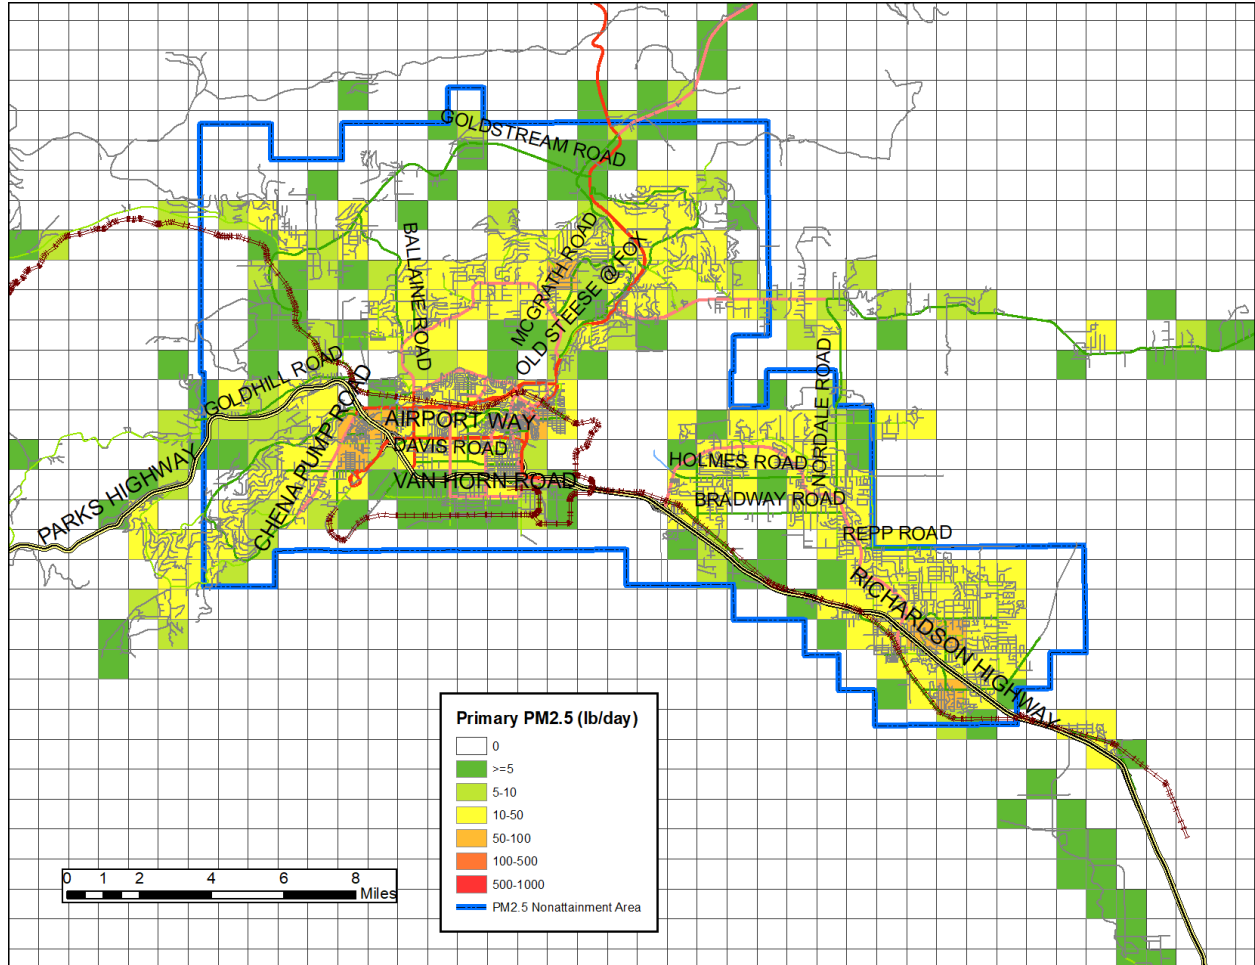 GOLDSTREAM ROAD
BALLAINE ROAD
MCGRATH ROAD
OLD STEESE @ FOX
GOLDHILL ROAD
CHENA PUMP ROAD
AIRPORT WAY
DAVIS ROAD
VAN HORN ROAD
PARKS HIGHWAY
HOLMES ROAD
NORDALE ROAD
BRADWAY ROAD
REPP ROAD
RICHARDSON HIGHWAY
Primary PM2.5 (lb/day)
0
>=5
5-10
10-50
50-100
100-500
500-1000
PM2.5 Nonattainment Area
0 1 2 4 6 8
Miles